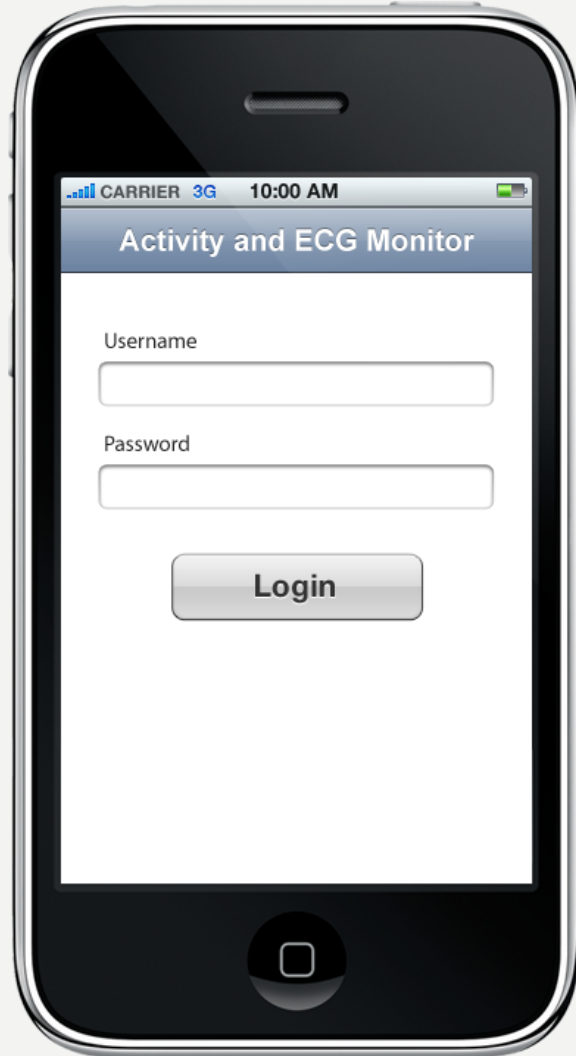 CARRIER 3G 10:00 AM
Activity and ECG Monitor
Username
Password
Login